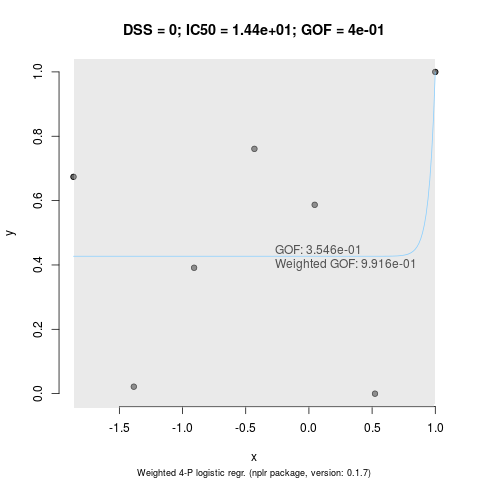 DSS = 0; IC50 = 1.44e+01; GOF = 4e-01
1.0
0.8
0.6
0.4
0.2
0.0
y
GOF: 3.546e-01
Weighted GOF: 9.916e-01
-1.5 -1.0 -0.5 0.0 0.5 1.0
x
Weighted 4-P logistic regr. (nplr package, version: 0.1.7)